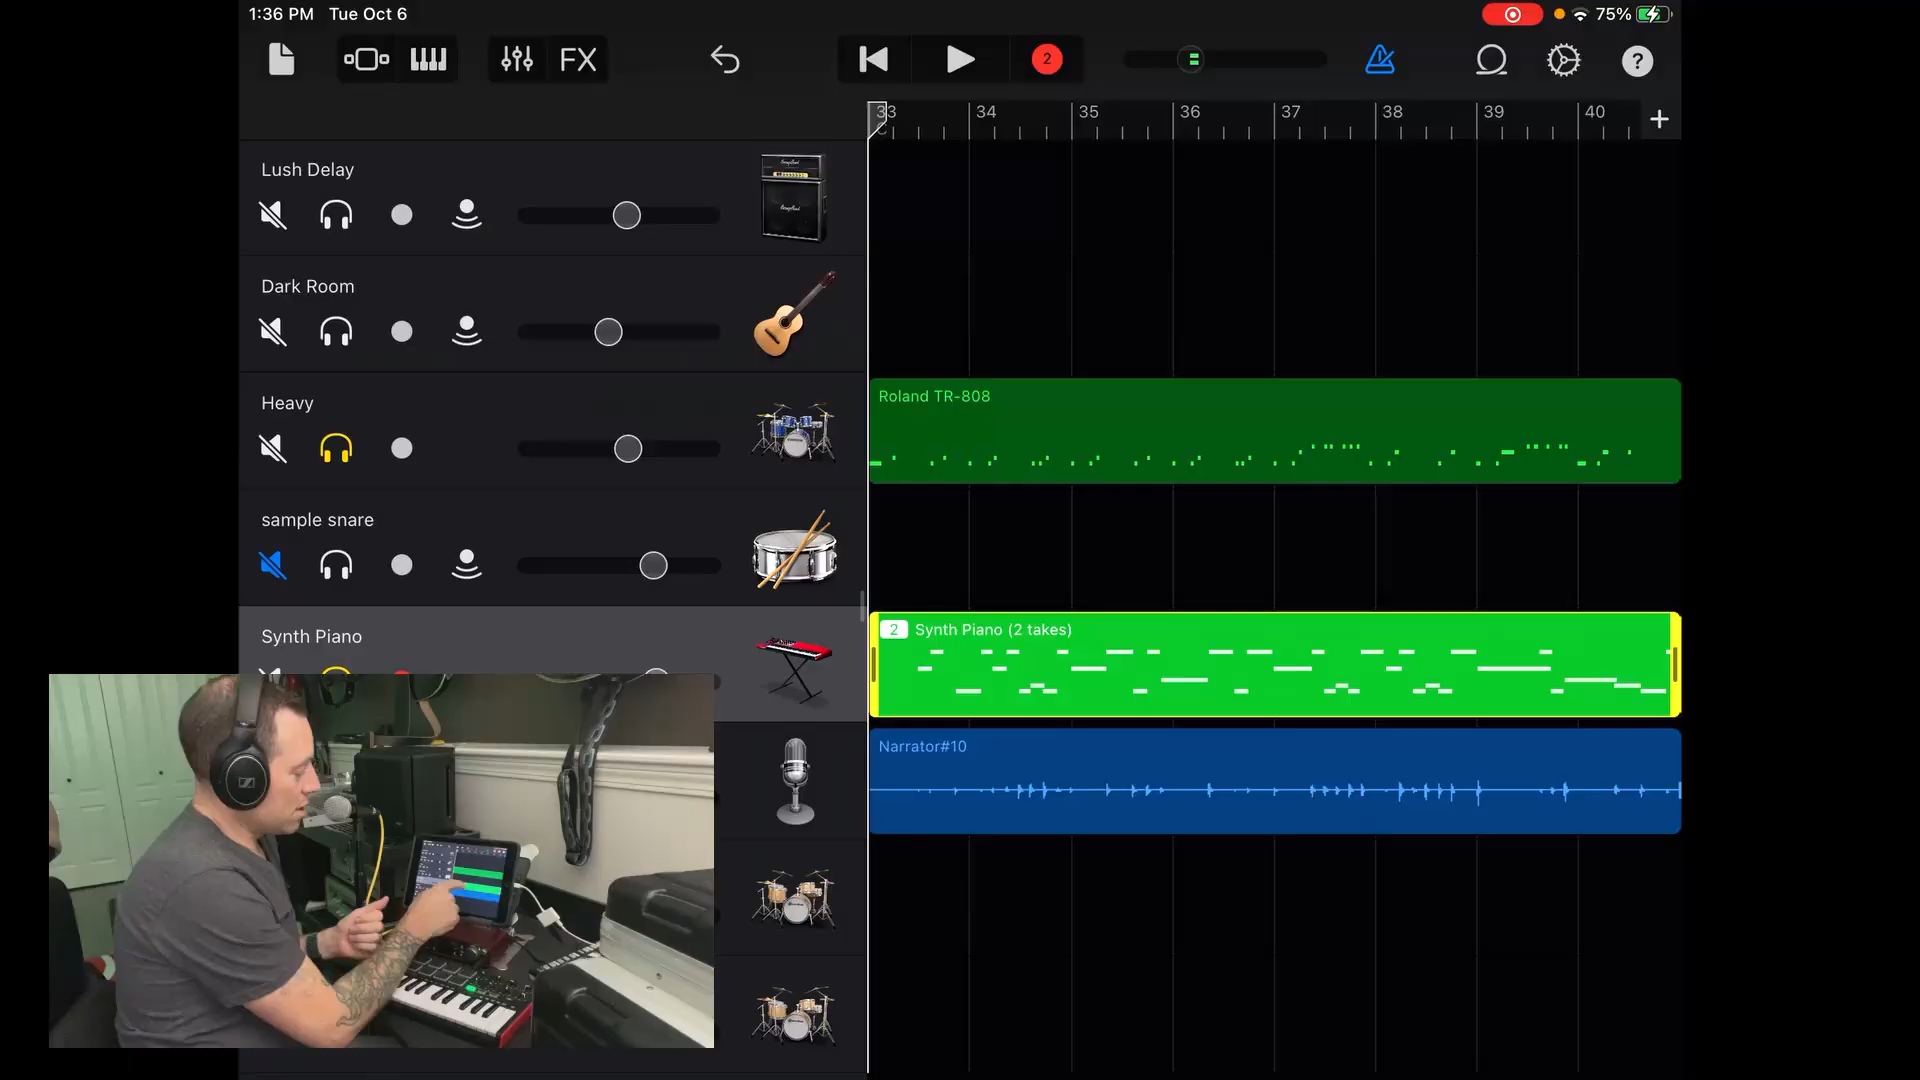 1:36 PM Tue Oct 6
75%
FX
2
?
33 34 35 36 37 38 39 40
C
Lush Delay
Dark Room
Heavy
Roland TR-808
sample snare
Synth Piano
2 Synth Piano (2 takes)
Narrator#10